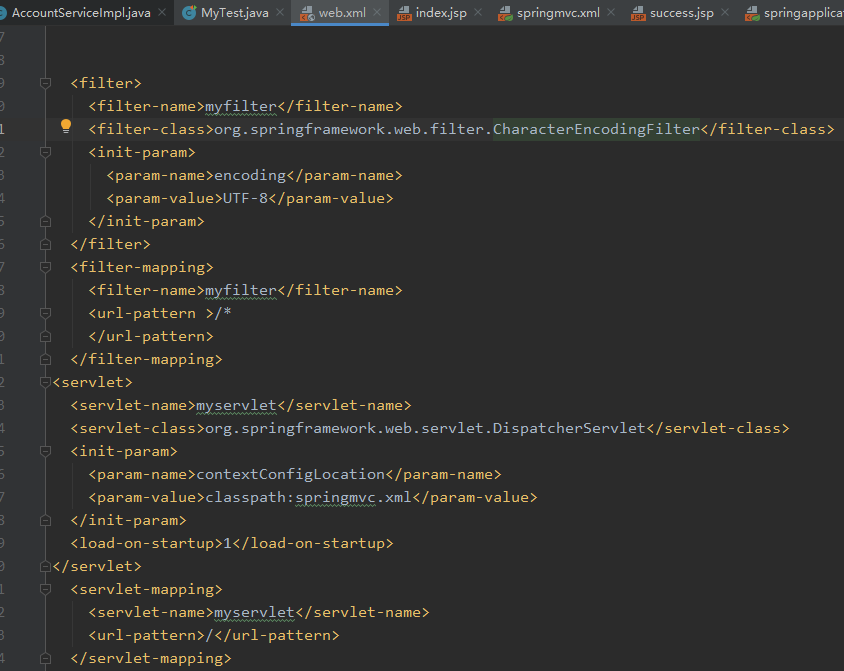 AccountServiceImpl.java MyTest.java web.xml index.jsp springmvc.xml success.jsp
<filter>
<filter-name>myfilter</filter-name>
<filter-class>org.springframework.web.filter.CharacterEncodingFilter</filter-class>
<init-param>
<param-name>encoding</param-name>
<param-value>UTF-8</param-value>
</init-param>
</filter>
<filter-mapping>
<filter-name>myfilter</filter-name>
<url-pattern >/*
</url-pattern>
</filter-mapping>
<servlet>
<servlet-name>myservlet</servlet-name>
<servlet-class>org.springframework.web.servlet.DispatcherServlet</servlet-class>
<init-param>
<param-name>contextConfigLocation</param-name>
<param-value>classpath:springmvc.xml</param-value>
</init-param>
<load-on-startup>1</load-on-startup>
</servlet>
<servlet-mapping>
<servlet-name>myservlet</servlet-name>
<url-pattern>/</url-pattern>
</servlet-mapping>